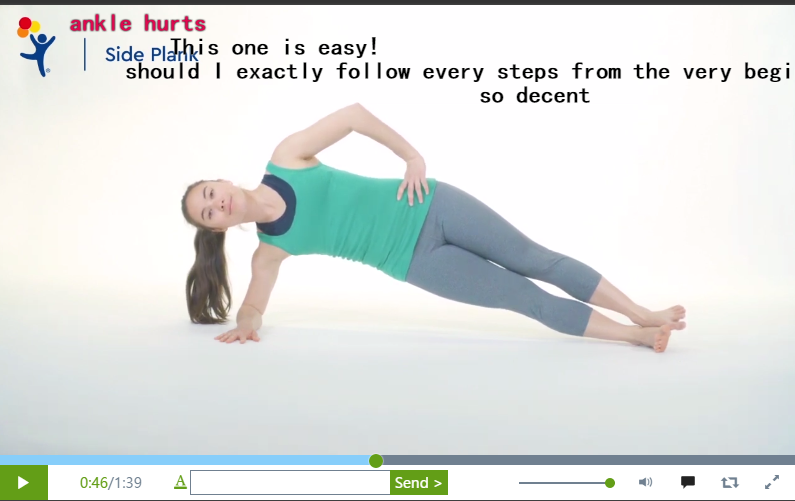 ankle hurts
This one is easy!
Side Plank
should I exactly follow every steps from the very begi
so decent
0:46/1:39
A
Send >